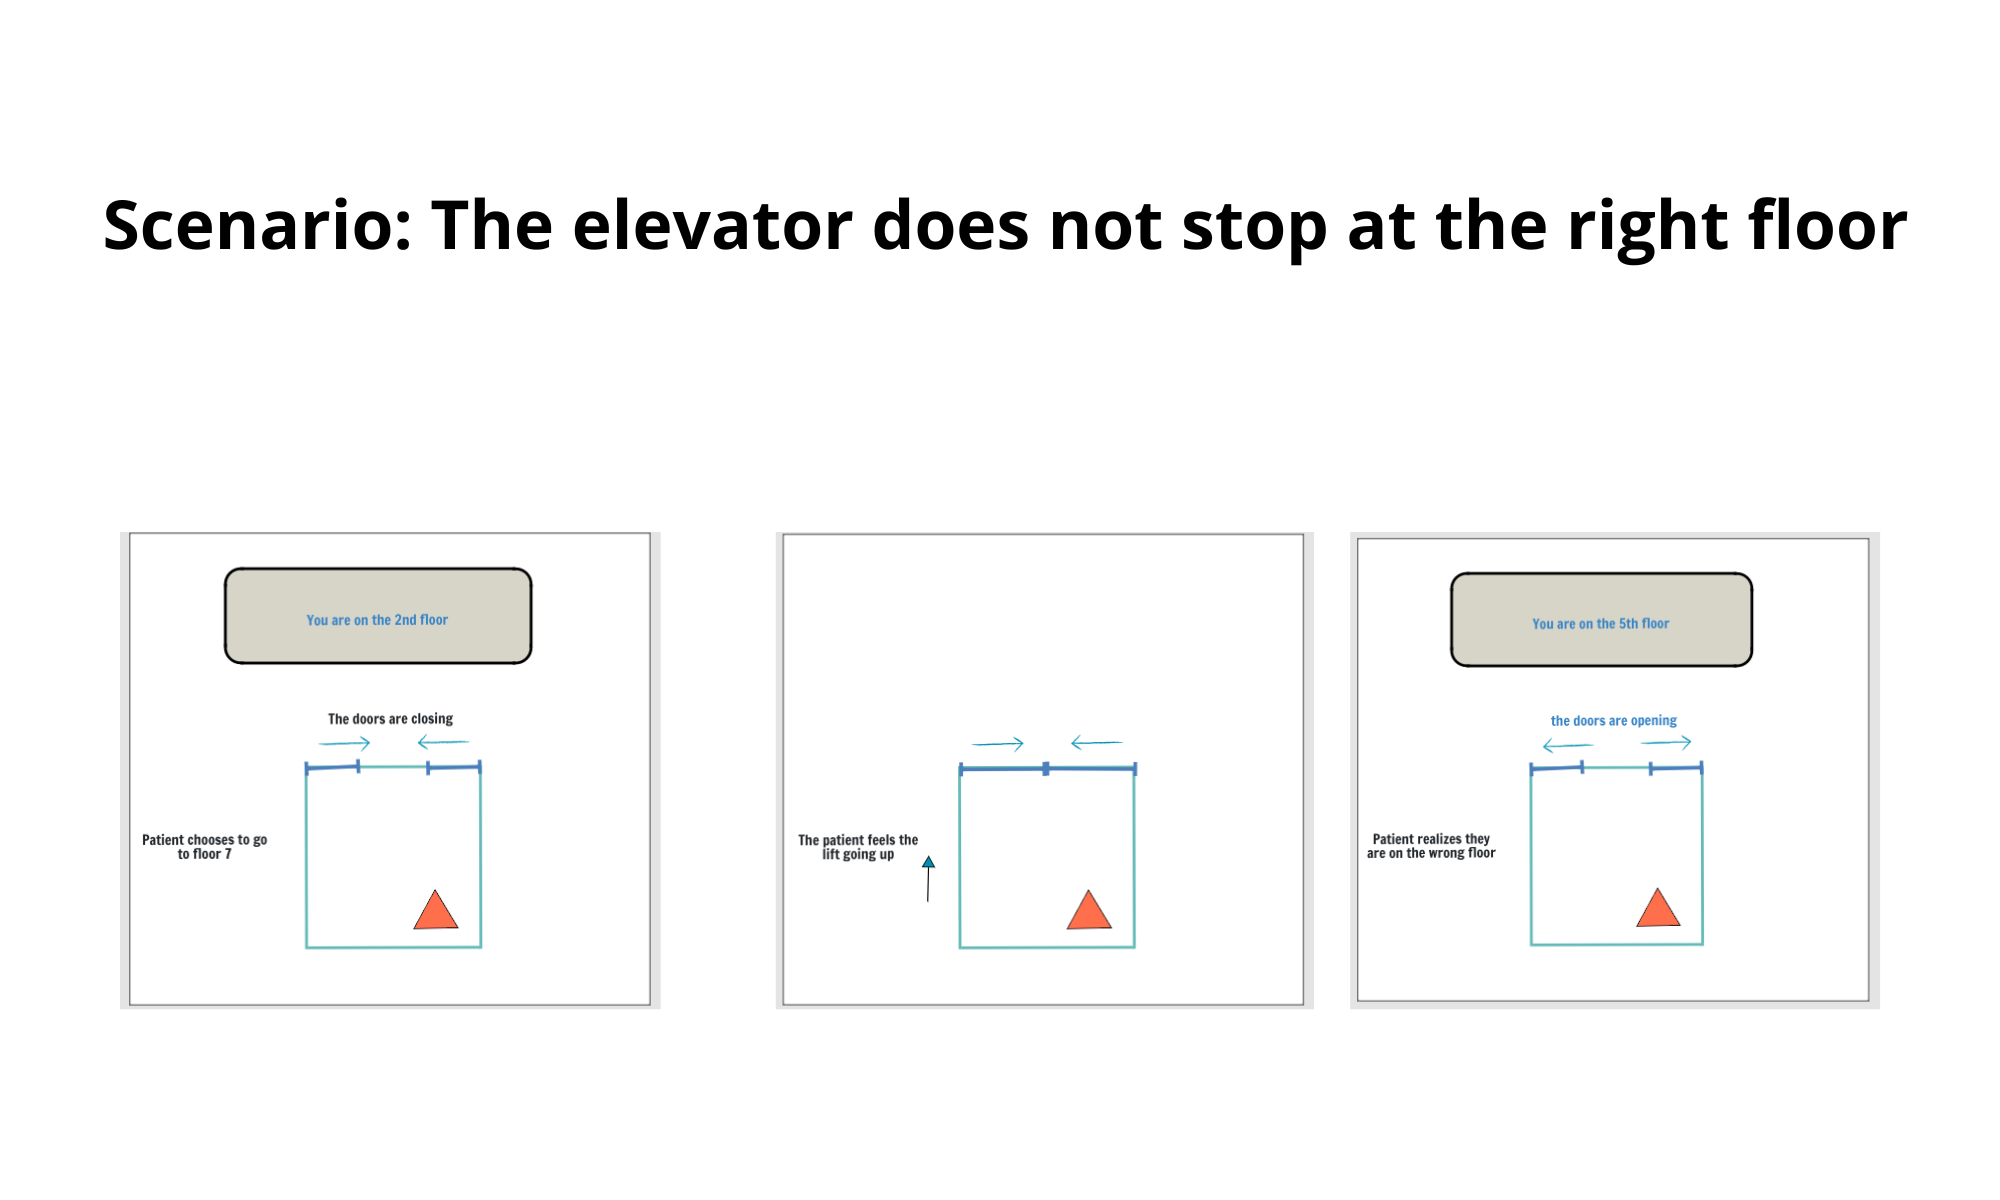 Scenario: The elevator does not stop at the right floor
You are on the 2nd floor
The doors are closing
Patient chooses to go
to floor 7
The patient feels the
lift going up
You are on the 5th floor
the doors are opening
Patient realizes they
are on the wrong floor